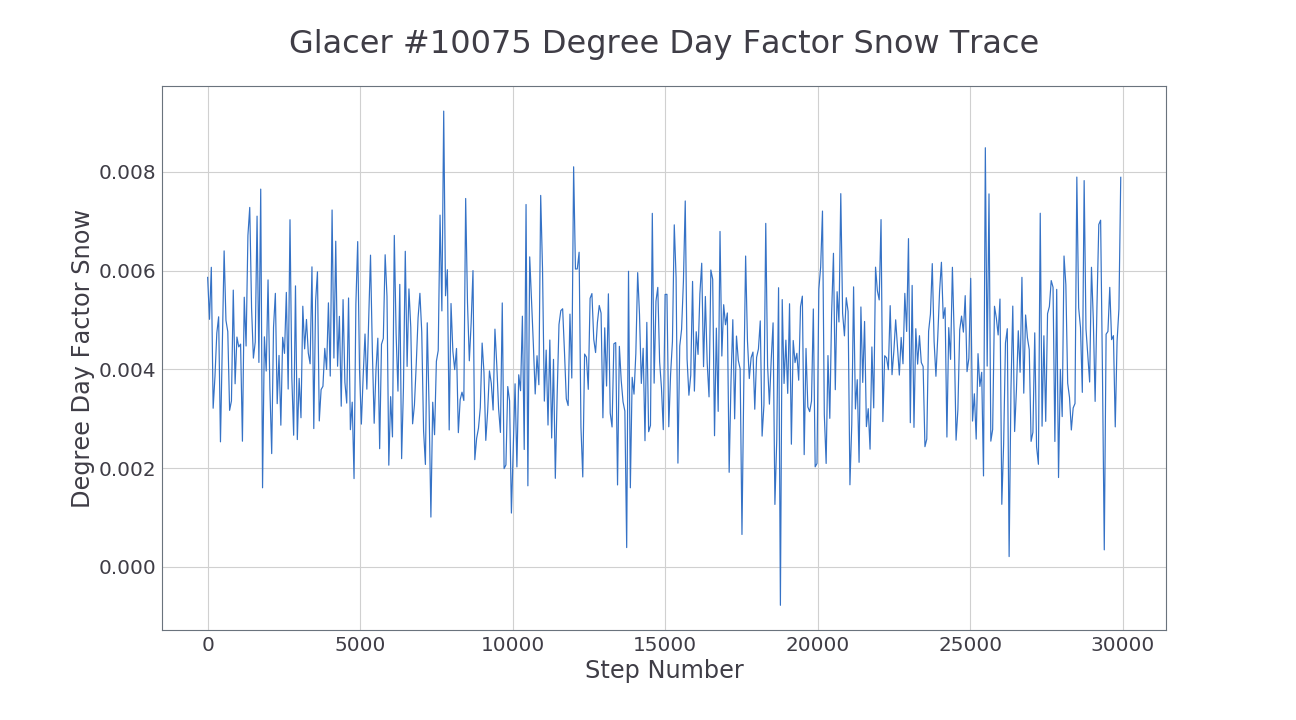 Glacer #10075 Degree Day Factor Snow Trace
Degree Day Factor Snow
0.008
0.006
0.004
0.002
0.000
0 5000 10000 15000 20000 25000 30000
Step Number